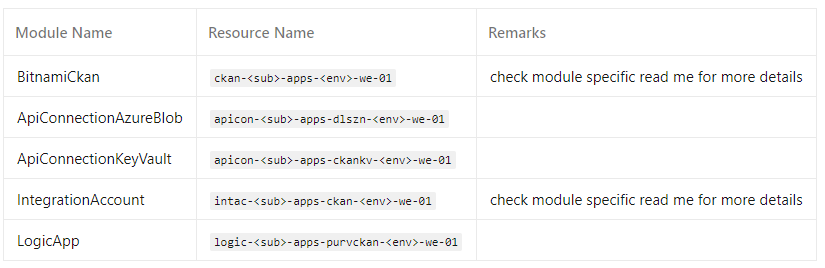 Module Name Resource Name Remarks
BitnamiCkan ckan-<sub>-apps-<env>-we-01 check module specific read me for more details
ApiConnectionAzureBlob apicon-<sub>-apps-dlszn-<env>-we-01
ApiConnectionKeyVault apicon-<sub>-apps-ckankv-<env>-we-01
IntegrationAccount intac-<sub>-apps-ckan-<env>-we-01 check module specific read me for more details
LogicApp logic-<sub>-apps-purvckan-<env>-we-01